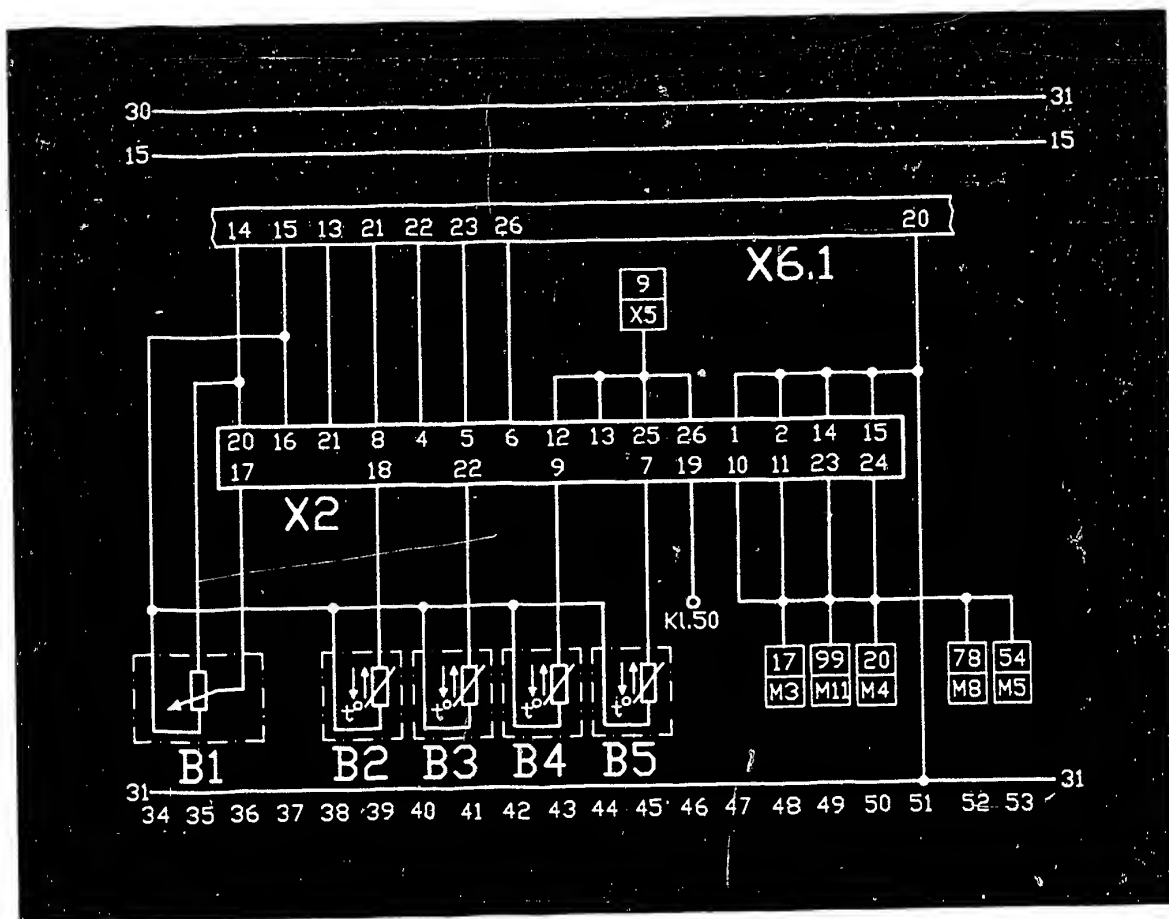 30 31
15 15
14 15 13 21 22 23 26 20
X6.1
9
X5
20 16 21 8 4 5 6 12 13 25 26 1 2 14 15
17 18 22 9 7 19 10 11 23 24
X2
Kl.50
17 99 20 78 54
M3 M11 M4 M8 M5
t° t° t° t°
B1 B2 B3 B4 B5
31 31
34 35 36 37 38 39 40 41 42 43 44 45 46 47 48 49 50 51 52 53